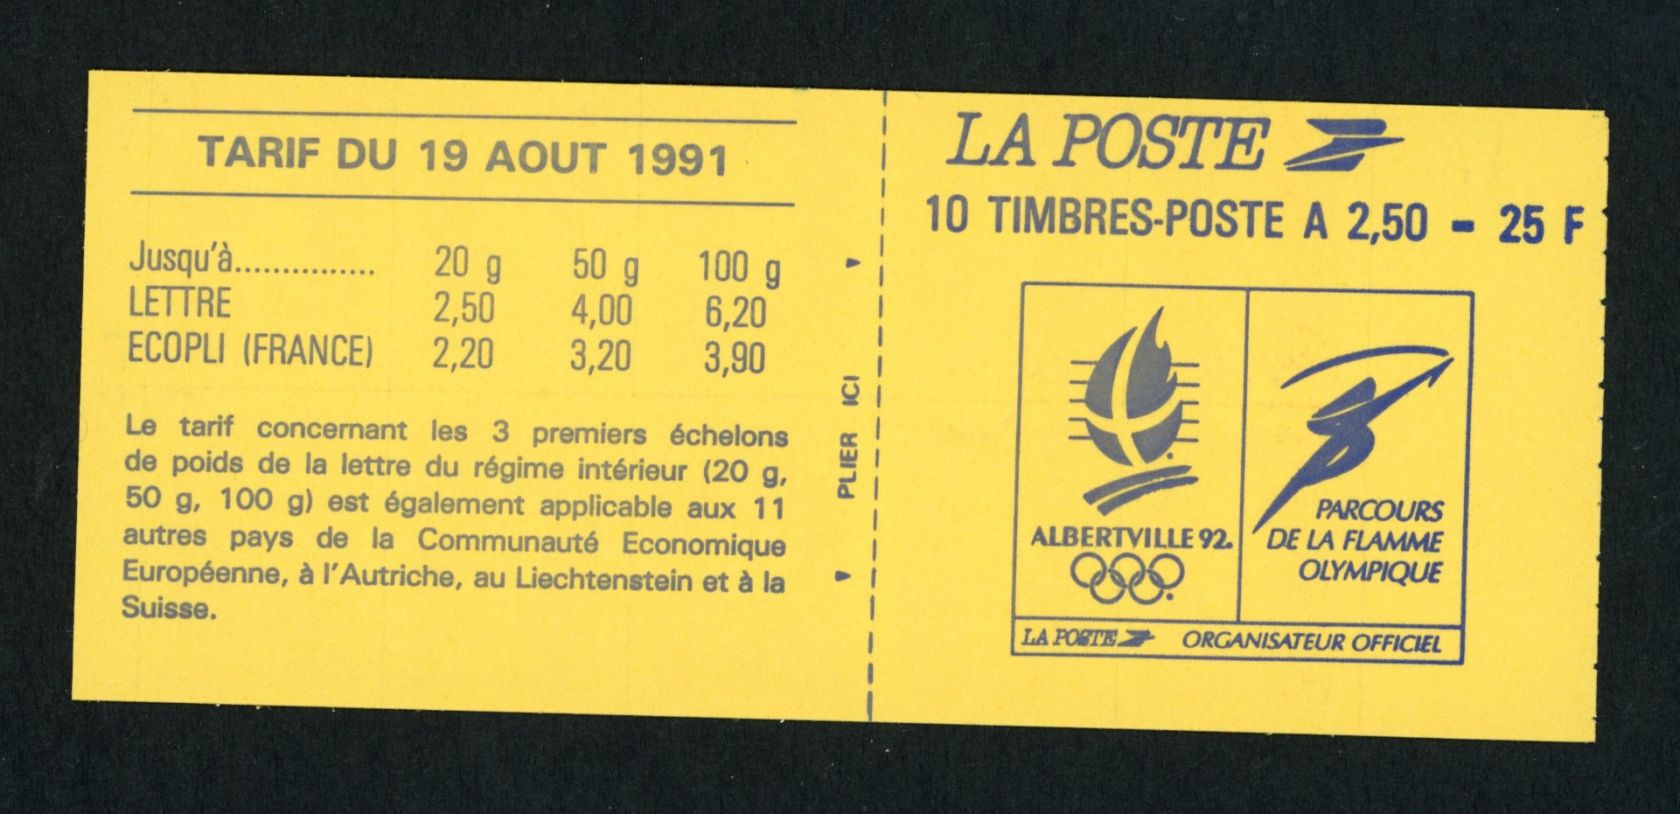 TARIF DU 19 AOUT 1991
Jusqu'à............... 20 g 50 g 100 g
LETTRE 2,50 4,00 6,20
ECOPLI (FRANCE) 2,20 3,20 3,90
Le tarif concernant les 3 premiers échelons
de poids de la lettre du régime intérieur (20 g,
50 g, 100 g) est également applicable aux 11
autres pays de la Communauté Economique
Européenne, à l'Autriche, au Liechtenstein et à la
Suisse.
PLIER ICI
LA POSTE
10 TIMBRES-POSTE A 2,50 - 25 F
ALBERTVILLE 92.
PARCOURS
DE LA FLAMME
OLYMPIQUE
LA POSTE ORGANISATEUR OFFICIEL